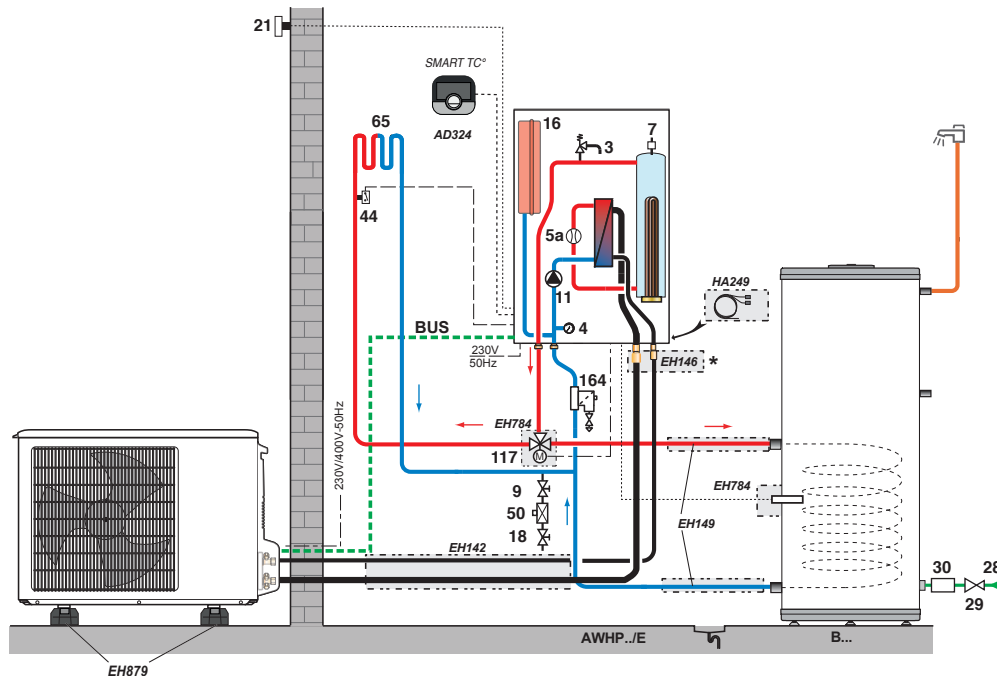 21
SMART TC°
AD324
65
16
7
3
44
5a
11
4
HA249
BUS
230V
50Hz
EH146 *
164
EH784
117
230V/400V-50Hz
9
50
18
M
EH784
EH149
EH142
30
28
29
AWHP../E
B...
EH879